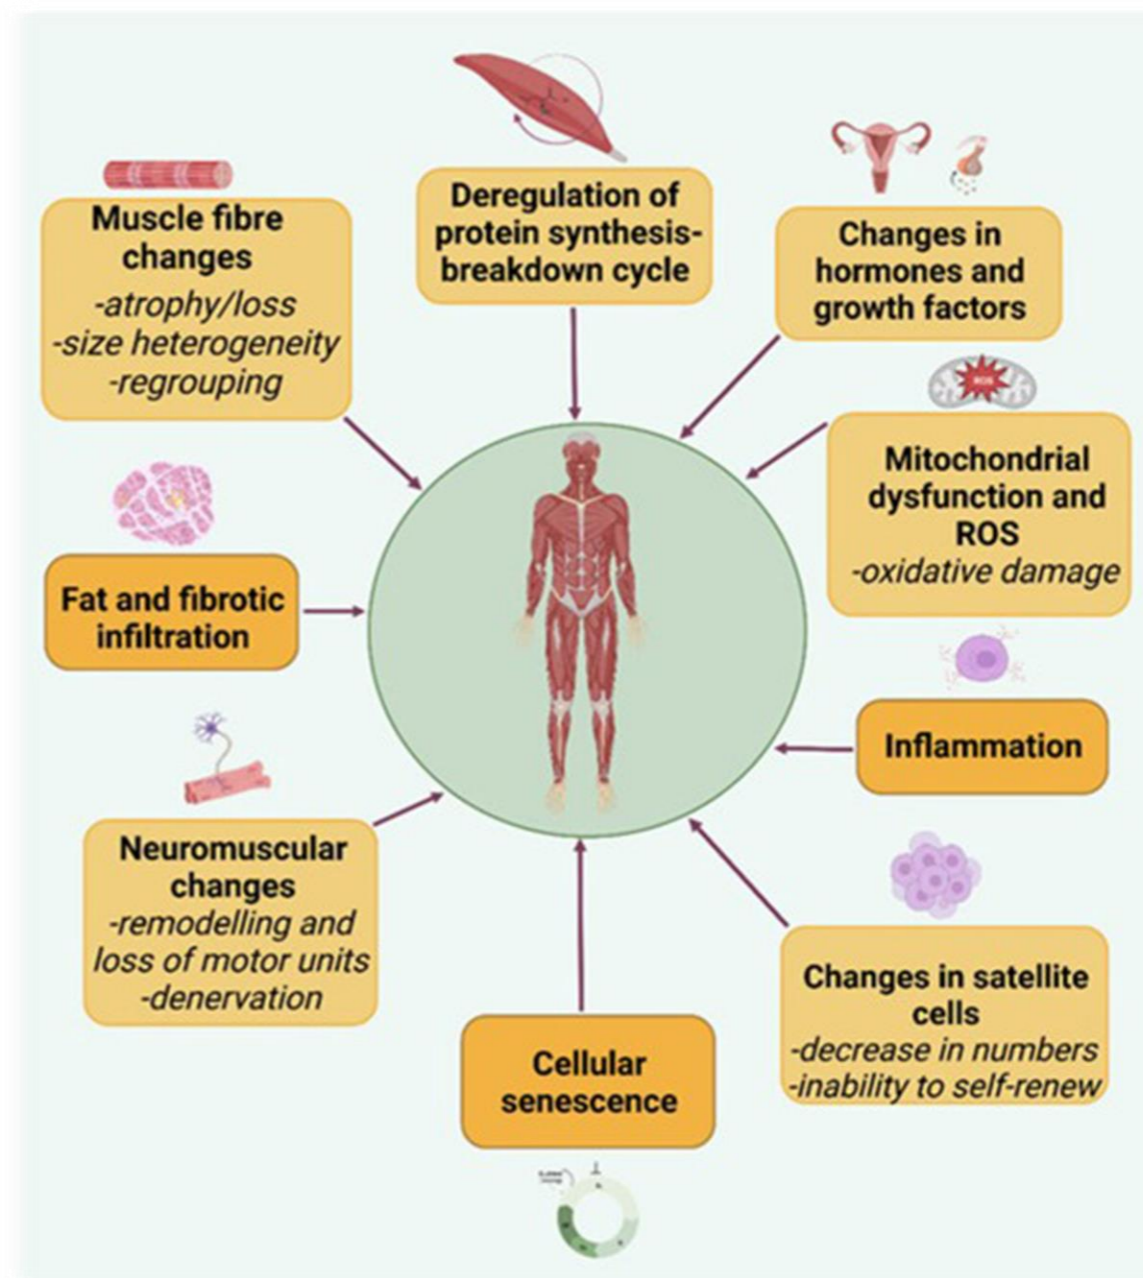 Deregulation of
protein synthesis-
breakdown cycle
Muscle fibre
changes
-atrophy/loss
-size heterogeneity
-regrouping
Changes in
hormones and
growth factors
ROS
Mitochondrial
dysfunction and
ROS
-oxidative damage
Fat and fibrotic
infiltration
Inflammation
Neuromuscular
changes
-remodelling and
loss of motor units
-denervation
Changes in satellite
cells
-decrease in numbers
-inability to self-renew
Cellular
senescence